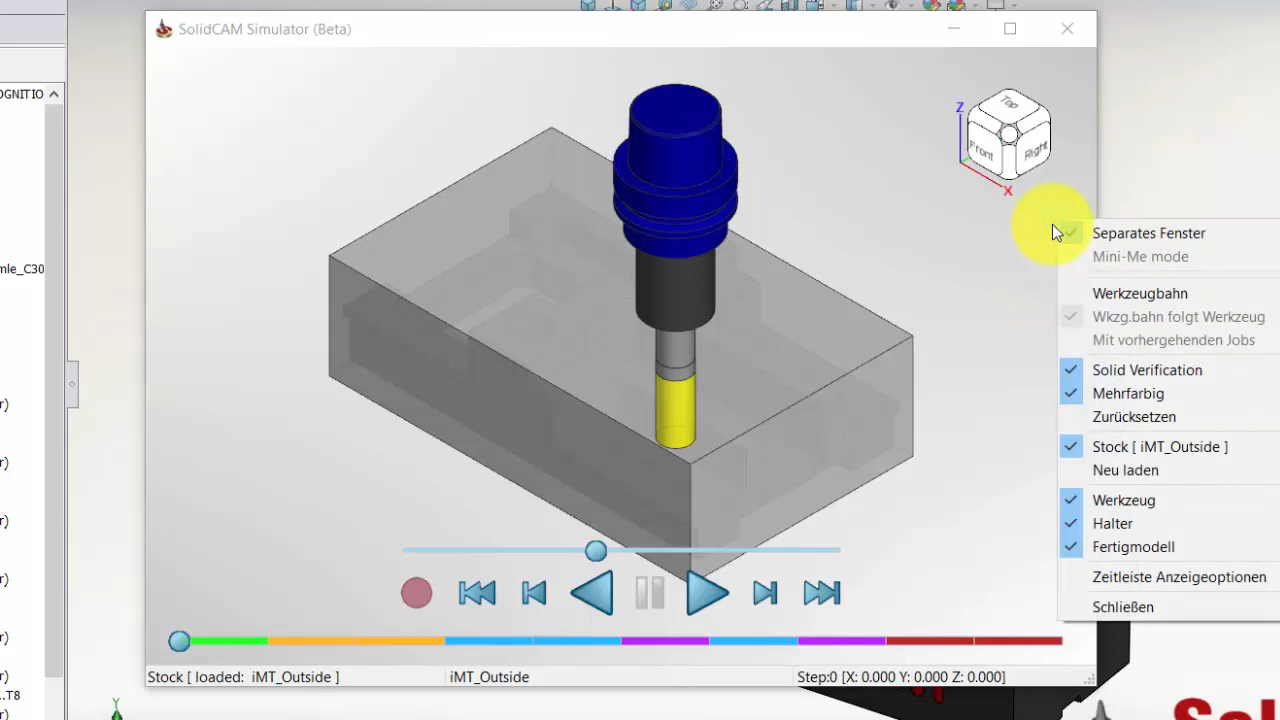 SolidCAM Simulator (Beta)
OGNITIO
Z
Top
Front
Right
X
Separates Fenster
Mini-Me mode
mle_C30
Werkzeugbahn
Wkzg.bahn folgt Werkzeug
Mit vorhergehenden Jobs
Solid Verification
Mehrfarbig
r)
Zurücksetzen
Stock [ iMT_Outside ]
r)
Neu laden
Werkzeug
r)
Halter
Fertigmodell
Zeitleiste Anzeigeoptionen
r)
Schließen
r)
Stock [ loaded: iMT_Outside ]
iMT_Outside
Step:0 [X: 0.000 Y: 0.000 Z: 0.000]
r)
..T8
Y
Sol